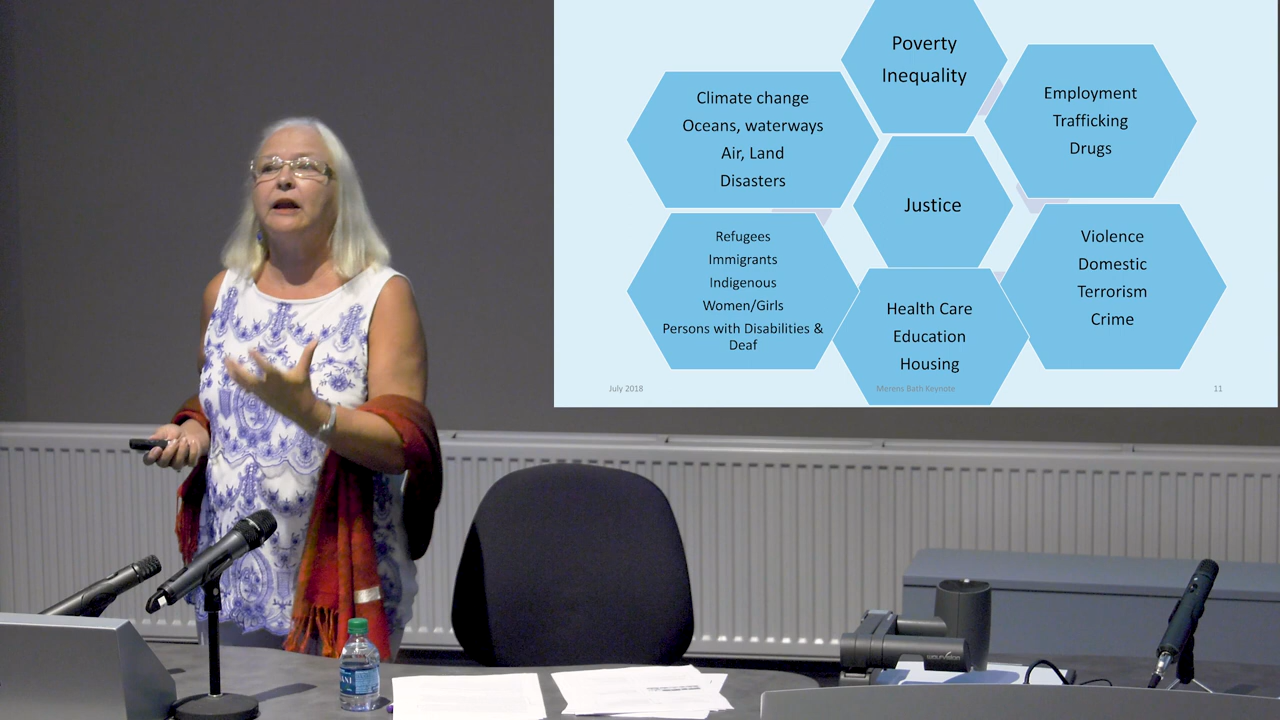 Poverty
Inequality
Climate change
Oceans, waterways
Air, Land
Disasters
Employment
Trafficking
Drugs
Justice
Refugees
Immigrants
Indigenous
Women/Girls
Persons with Disabilities &
Deaf
Health Care
Education
Housing
Violence
Domestic
Terrorism
Crime
July 2018
Merens Bath Keynote
11
wolfvision